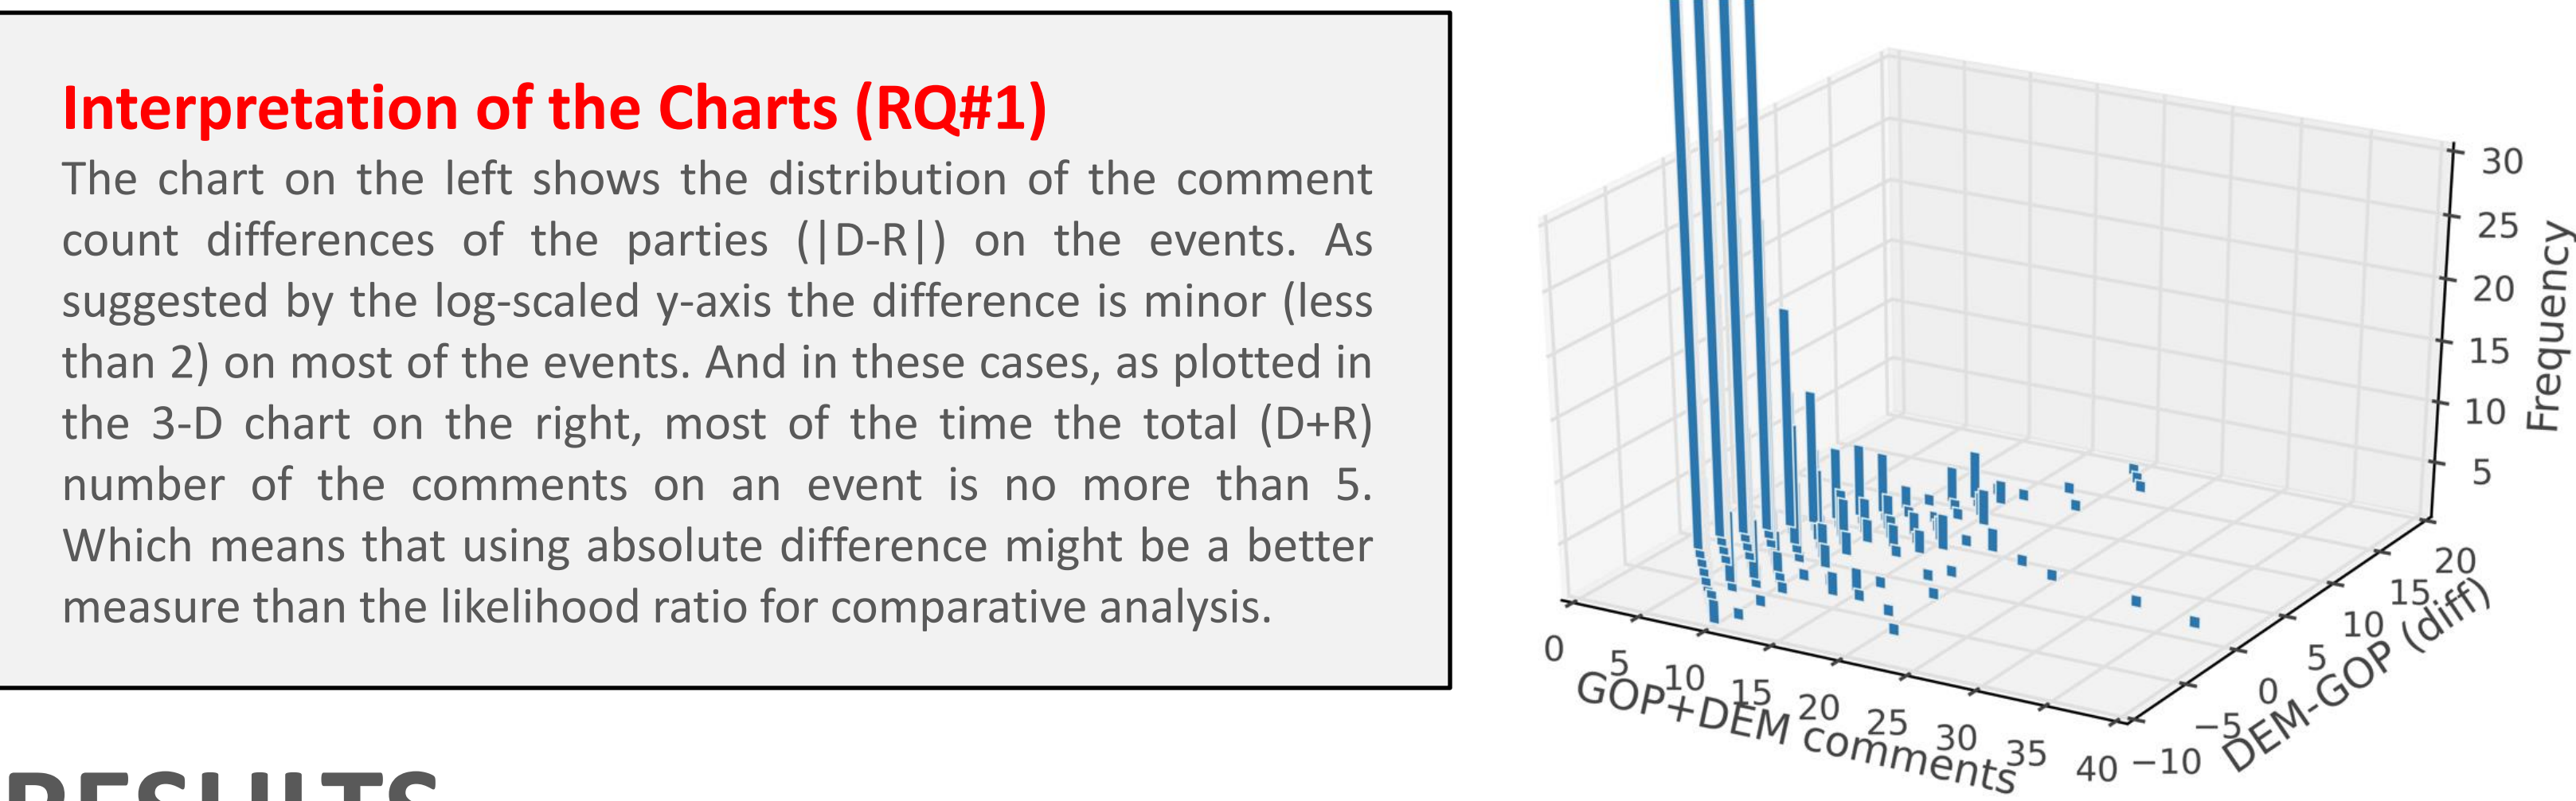 Interpretation of the Charts (RQ#1)
The chart on the left shows the distribution of the comment
count differences of the parties (|D-R|) on the events. As
suggested by the log-scaled y-axis the difference is minor (less
than 2) on most of the events. And in these cases, as plotted in
the 3-D chart on the right, most of the time the total (D+R)
number of the comments on an event is no more than 5.
Which means that using absolute difference might be a better
measure than the likelihood ratio for comparative analysis.
RESULTS
30
25
20
15
10
5
Frequency
0
5
10
15
20
25
30
35
40
GOP+DEM comments
−10
−5
0
5
10
15
20
DEM-GOP (diff)